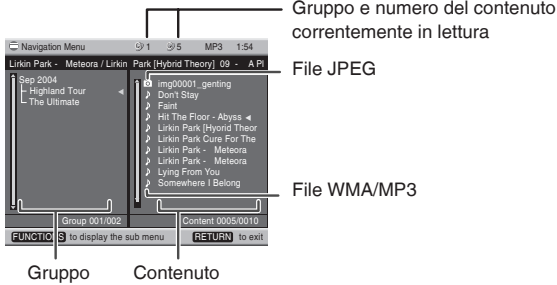 Gruppo e numero del contenuto
correntemente in lettura
Navigation Menu 1 5 MP3 1:54
Lirkin Park - Meteora / Lirkin Park [Hybrid Theory] 09 - A Pl
File JPEG
Sep 2004
Highland Tour
The Ultimate
img00001_genting
Don't Stay
Faint
Hit The Floor - Abyss
Lirkin Park [Hyorid Theor
Lirkin Park Cure For The
Lirkin Park - Meteora
Lirkin Park - Meteora
Lying From You
Somewhere I Belong
File WMA/MP3
Group 001/002 Content 0005/0010
FUNCTIONS to display the sub menu RETURN to exit
Gruppo Contenuto